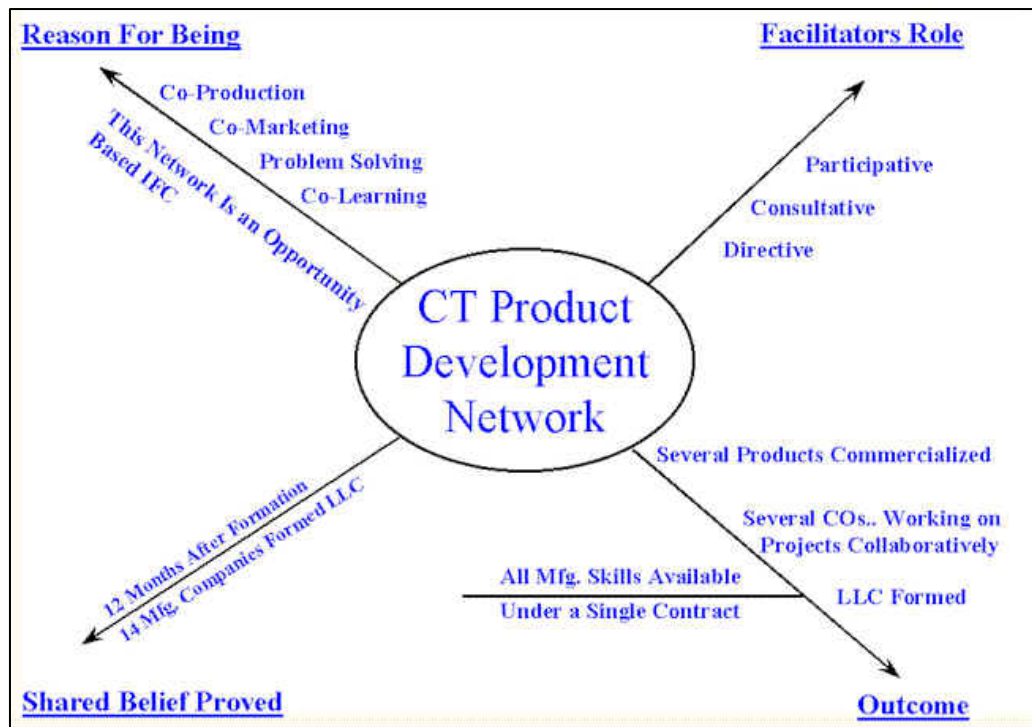 Reason For Being
Facilitators Role
Co-Production
Co-Marketing
Problem Solving
Co-Learning
This Network Is an Opportunity
Based IFC
Participative
Consultative
Directive
CT Product
Development
Network
Several Products Commercialized
Several COs.. Working on
Projects Collaboratively
LLC Formed
All Mfg. Skills Available
Under a Single Contract
12 Months After Formation
14 Mfg. Companies Formed LLC
Shared Belief Proved
Outcome